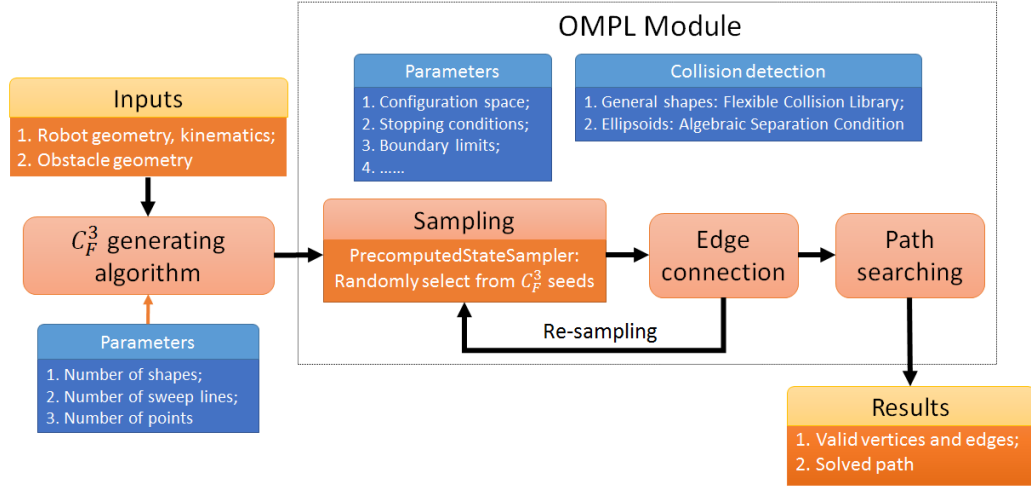 OMPL Module
Inputs
1. Robot geometry, kinematics;
2. Obstacle geometry
Parameters
1. Configuration space;
2. Stopping conditions;
3. Boundary limits;
4. ......
Collision detection
1. General shapes: Flexible Collision Library;
2. Ellipsoids: Algebraic Separation Condition
$C_F^3$ generating
algorithm
Sampling
PrecomputedStateSampler:
Randomly select from $C_F^3$ seeds
Edge
connection
Path
searching
Re-sampling
Parameters
1. Number of shapes;
2. Number of sweep lines;
3. Number of points
Results
1. Valid vertices and edges;
2. Solved path